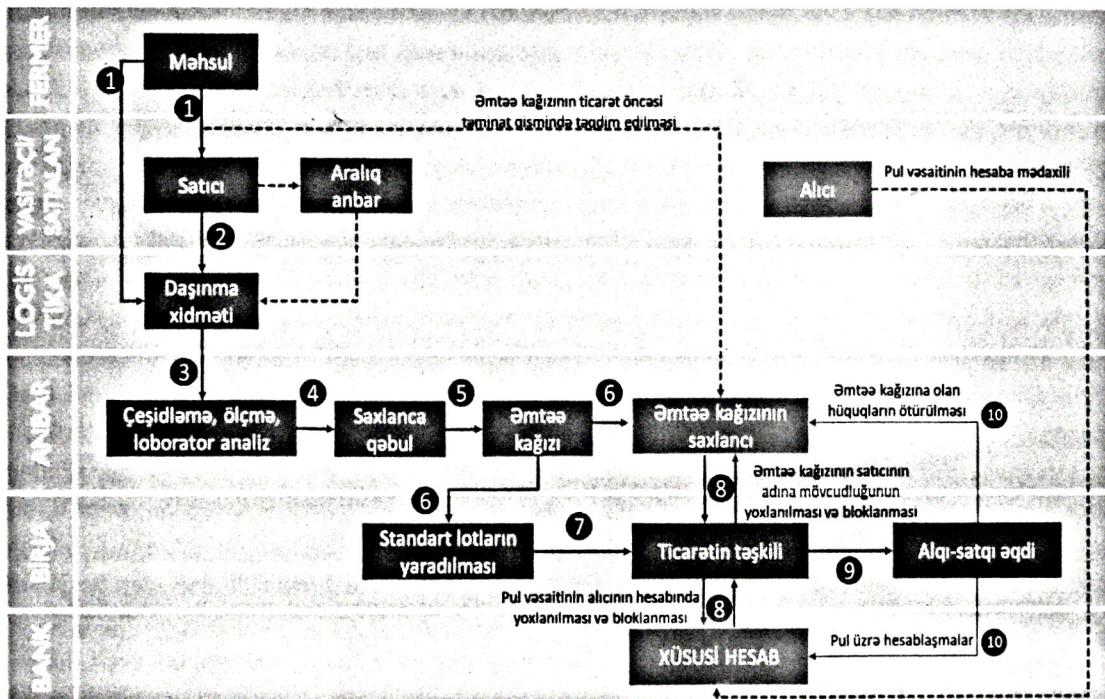 FERMER
Məhsul
1
1
Əmtəə kağızının ticarət öncəsi
təminat qismində təqdim edilməsi
VASİTƏÇİ/
SATIŞALAN
Satıcı
Aralıq
anbar
Alıcı
Pul vəsaitinin hesaba mədaxili
2
LOGİS
TİKA
Daşınma
xidməti
3
ANBAR
Çeşidləmə, ölçmə,
loborator analiz
4
Saxlanca
qəbul
5
Əmtəə
kağızı
6
Əmtəə kağızının
saxlancı
Əmtəə kağızına olan
hüquqların ötürülməsi
10
6
8
Əmtəə kağızının satıcının
adına mövcudluğunun
yoxlanılması və bloklanması
BİRJA
Standart lotların
yaradılması
7
Ticarətin təşkili
9
Alqı-satqı əqdi
Pul vəsaitinin alıcının hesabında
yoxlanılması və bloklanması
8
BANK
XÜSUSİ HESAB
Pul üzrə hesablaşmalar
10